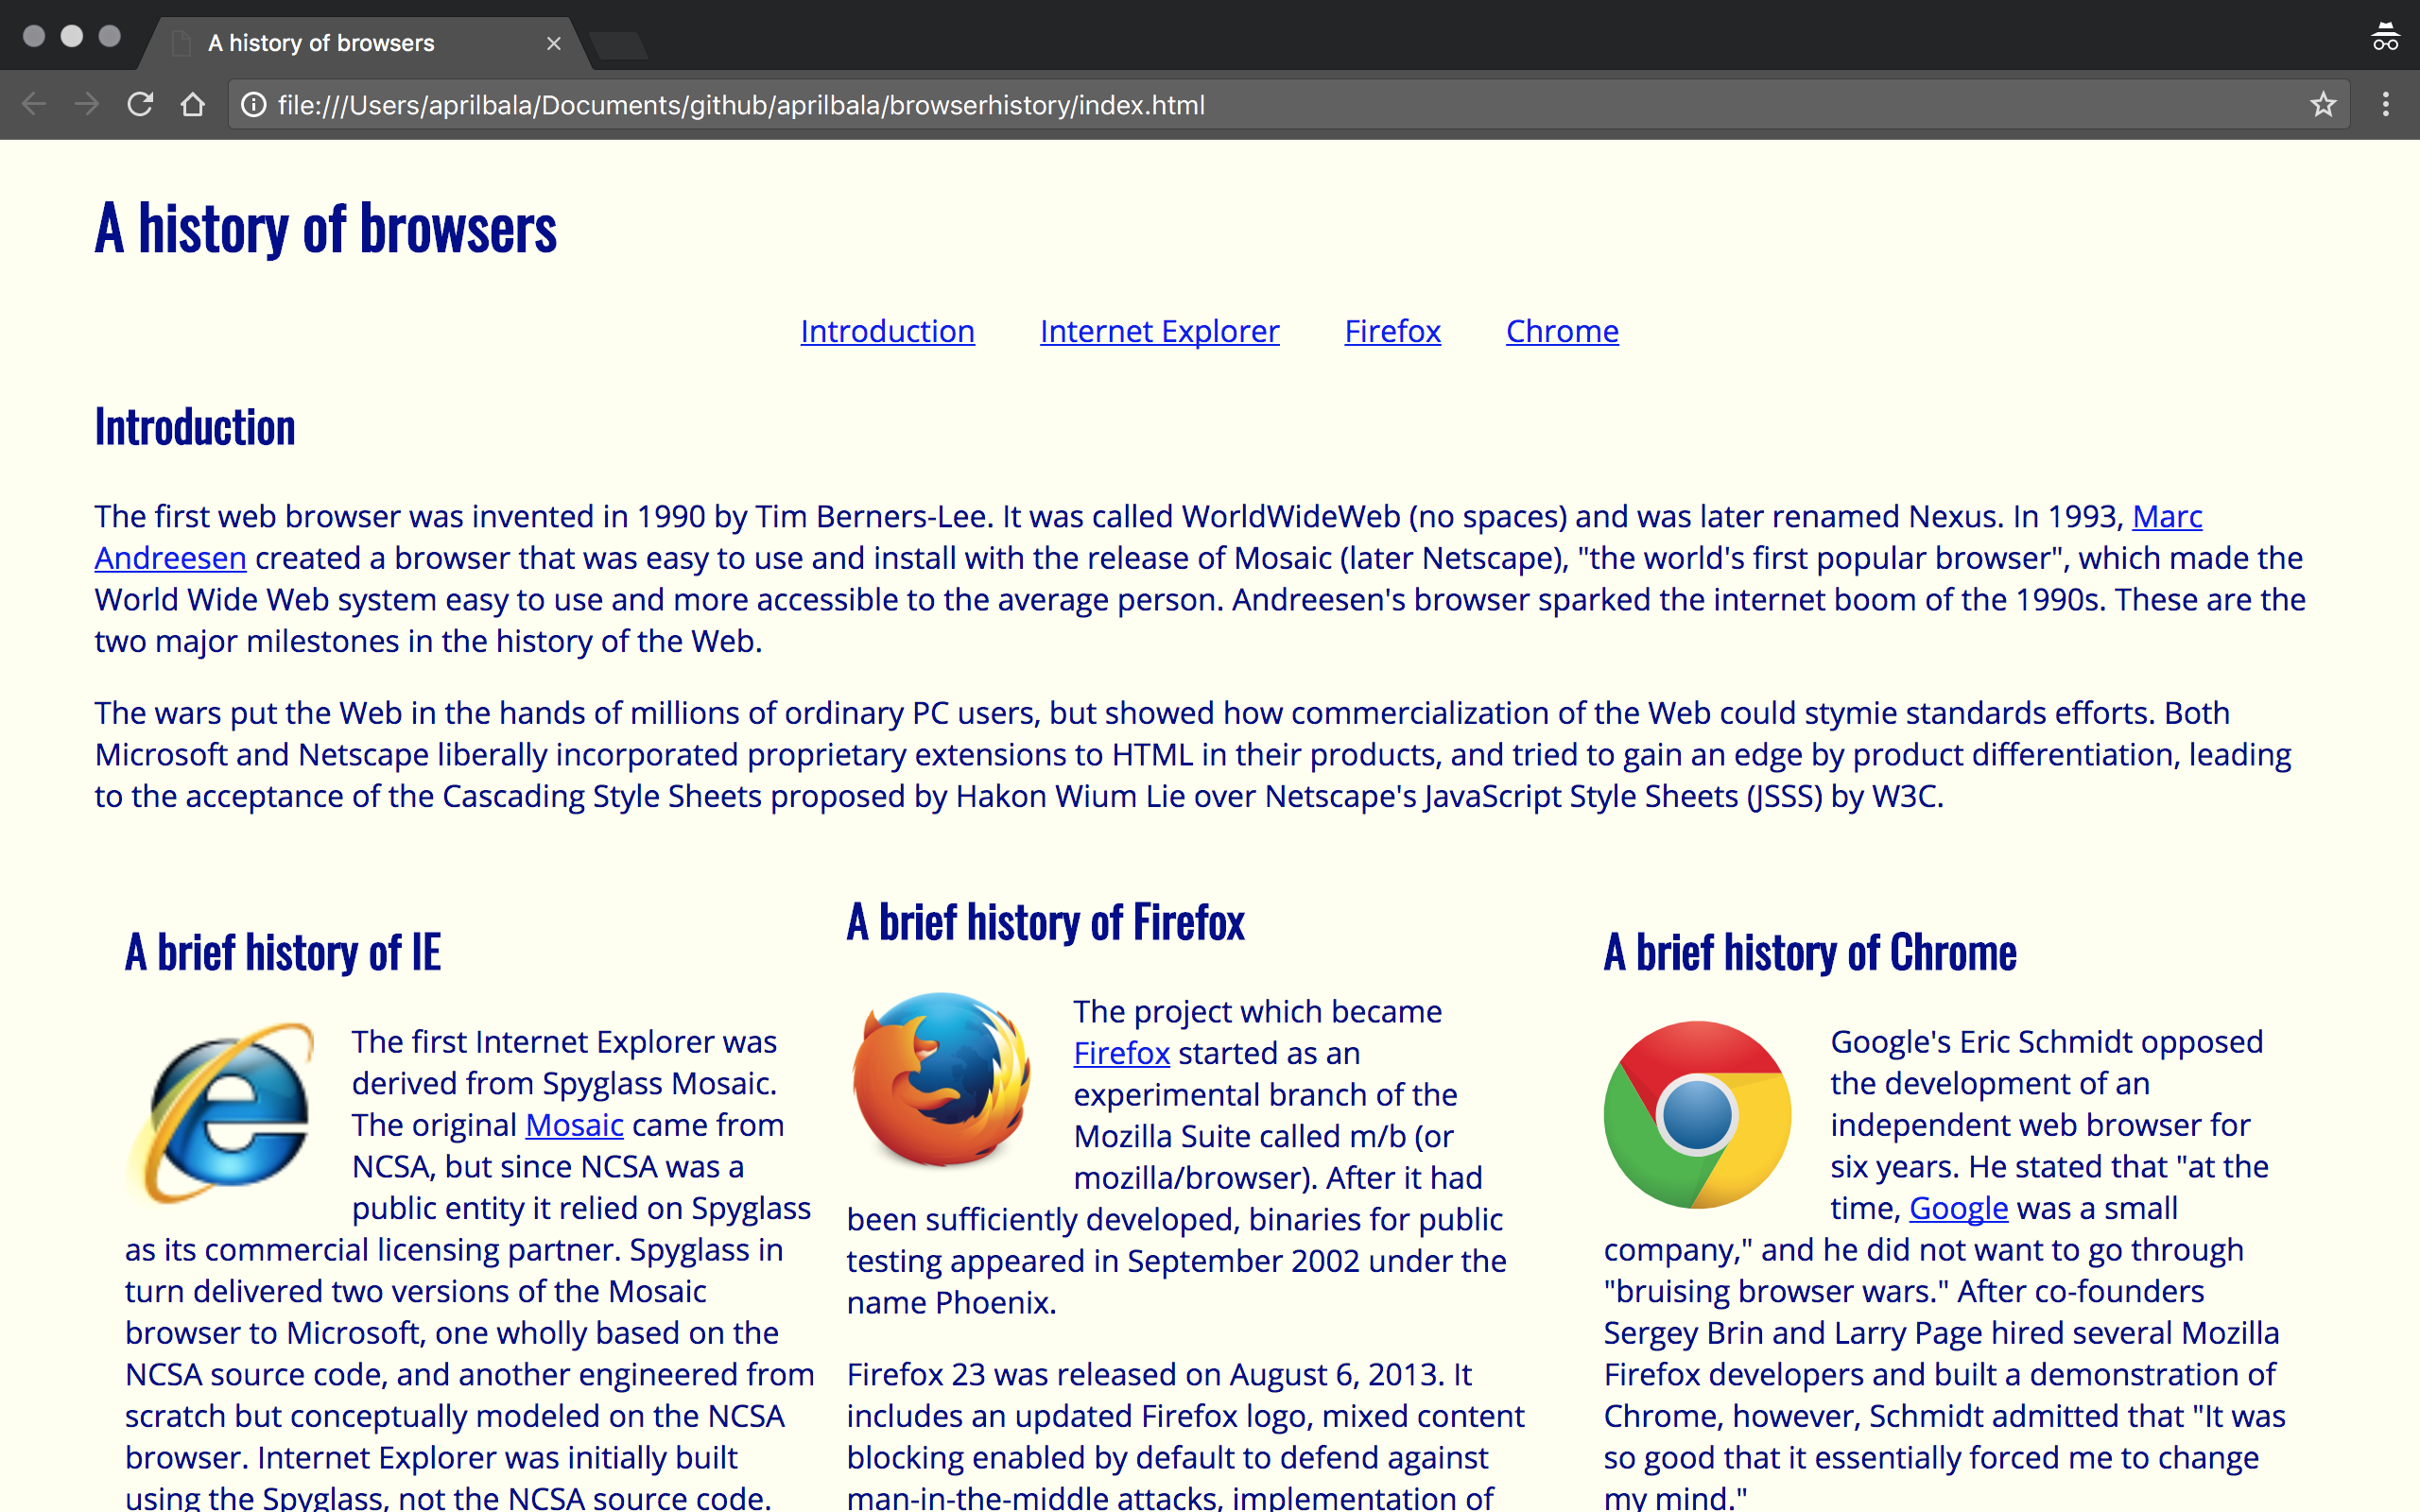 A history of browsers
file:///Users/aprilbala/Documents/github/aprilbala/browserhistory/index.html
A history of browsers
Introduction Internet Explorer Firefox Chrome
Introduction
The first web browser was invented in 1990 by Tim Berners-Lee. It was called WorldWideWeb (no spaces) and was later renamed Nexus. In 1993, Marc
Andreesen created a browser that was easy to use and install with the release of Mosaic (later Netscape), "the world's first popular browser", which made the
World Wide Web system easy to use and more accessible to the average person. Andreesen's browser sparked the internet boom of the 1990s. These are the
two major milestones in the history of the Web.
The wars put the Web in the hands of millions of ordinary PC users, but showed how commercialization of the Web could stymie standards efforts. Both
Microsoft and Netscape liberally incorporated proprietary extensions to HTML in their products, and tried to gain an edge by product differentiation, leading
to the acceptance of the Cascading Style Sheets proposed by Hakon Wium Lie over Netscape's JavaScript Style Sheets (JSSS) by W3C.
A brief history of IE
The first Internet Explorer was
derived from Spyglass Mosaic.
The original Mosaic came from
NCSA, but since NCSA was a
public entity it relied on Spyglass
as its commercial licensing partner. Spyglass in
turn delivered two versions of the Mosaic
browser to Microsoft, one wholly based on the
NCSA source code, and another engineered from
scratch but conceptually modeled on the NCSA
browser. Internet Explorer was initially built
using the Spyglass, not the NCSA source code.
A brief history of Firefox
The project which became
Firefox started as an
experimental branch of the
Mozilla Suite called m/b (or
mozilla/browser). After it had
been sufficiently developed, binaries for public
testing appeared in September 2002 under the
name Phoenix.
Firefox 23 was released on August 6, 2013. It
includes an updated Firefox logo, mixed content
blocking enabled by default to defend against
man-in-the-middle attacks, implementation of
A brief history of Chrome
Google's Eric Schmidt opposed
the development of an
independent web browser for
six years. He stated that "at the
time, Google was a small
company," and he did not want to go through
"bruising browser wars." After co-founders
Sergey Brin and Larry Page hired several Mozilla
Firefox developers and built a demonstration of
Chrome, however, Schmidt admitted that "It was
so good that it essentially forced me to change
my mind."